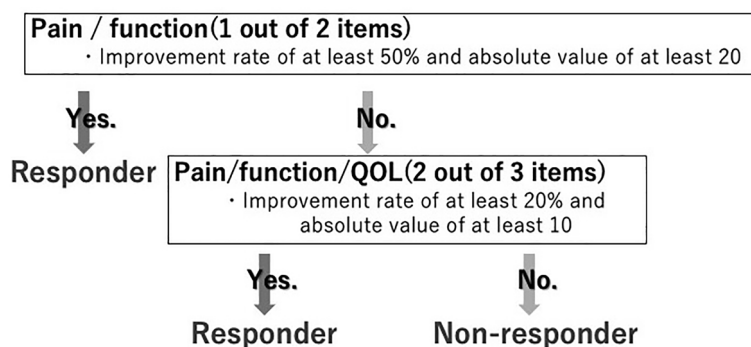 Pain / function(1 out of 2 items)
・Improvement rate of at least 50% and absolute value of at least 20
Yes.
No.
Responder
Pain/function/QOL(2 out of 3 items)
・Improvement rate of at least 20% and
absolute value of at least 10
Yes.
No.
Responder
Non-responder